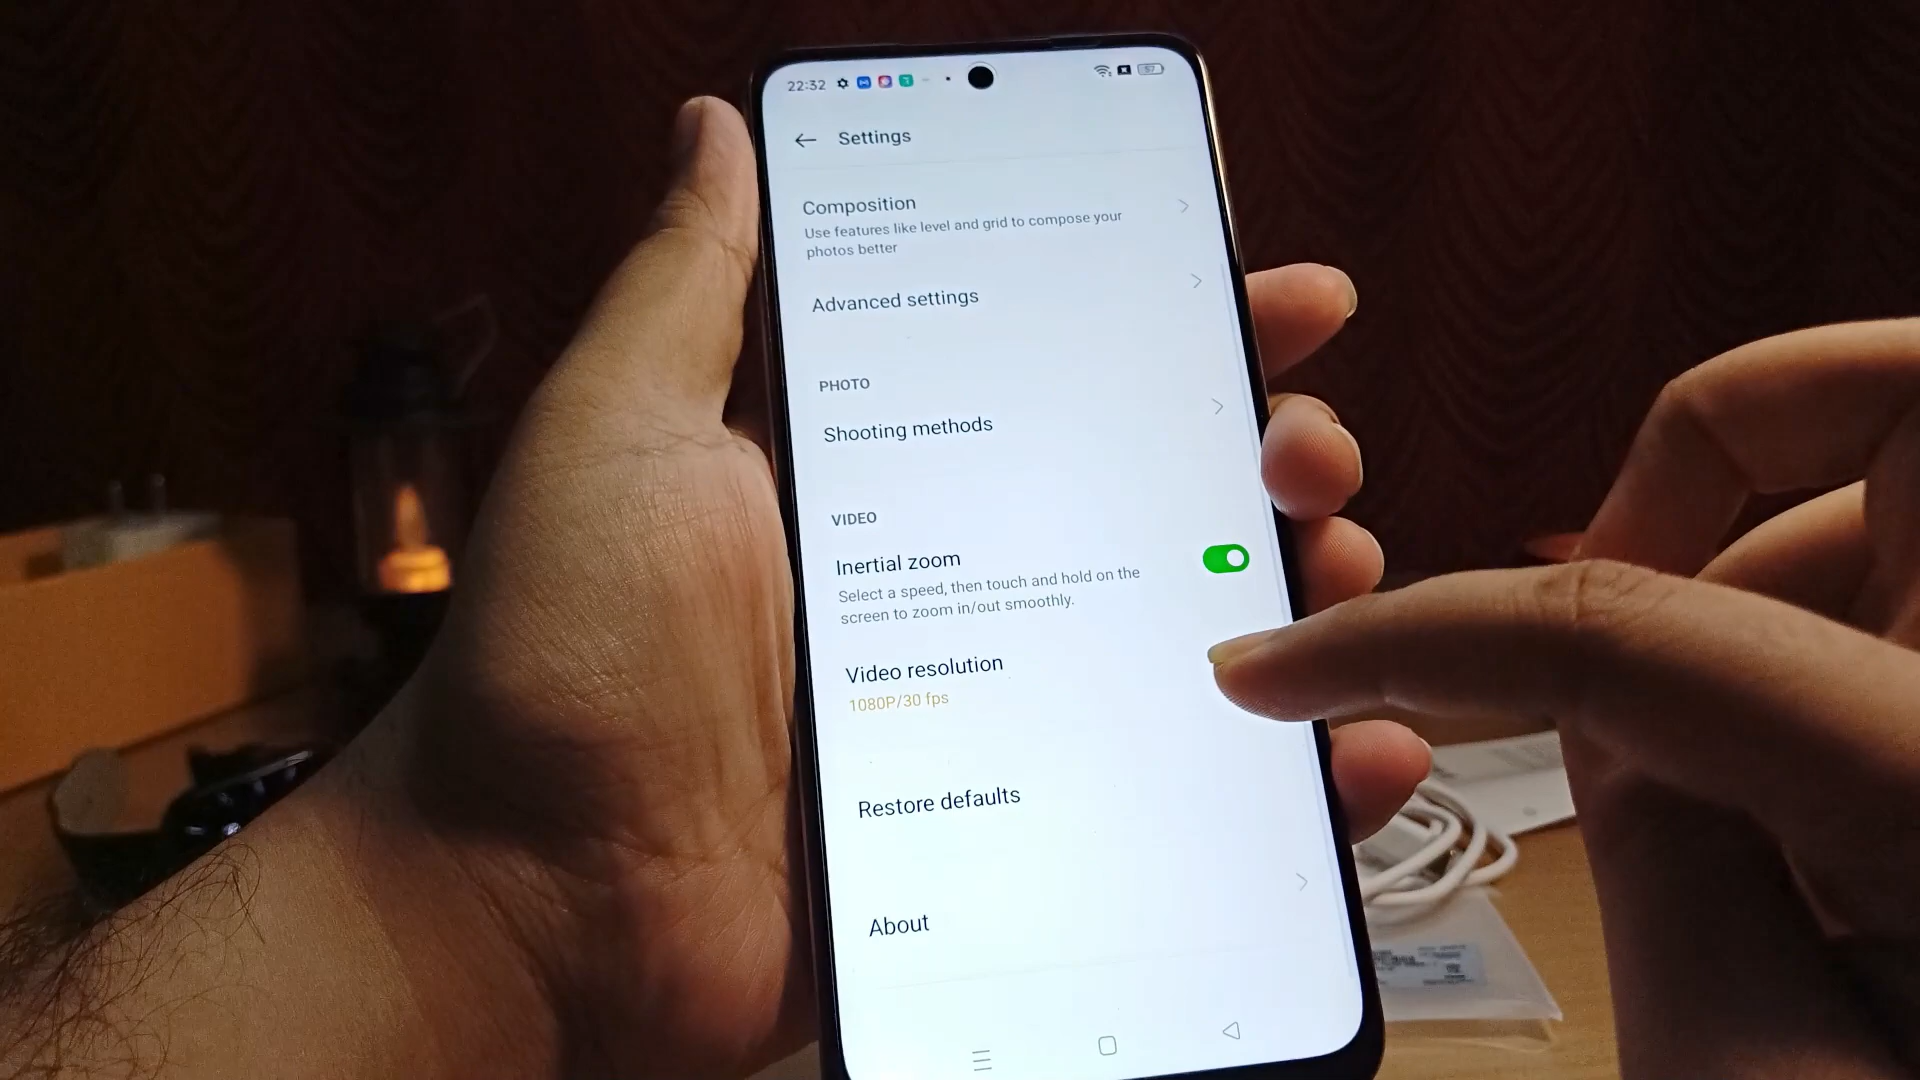 22:32
57
Settings
Composition
Use features like level and grid to compose your
photos better
Advanced settings
PHOTO
Shooting methods
VIDEO
Inertial zoom
Select a speed, then touch and hold on the
screen to zoom in/out smoothly.
Video resolution
1080P/30 fps
Restore defaults
About